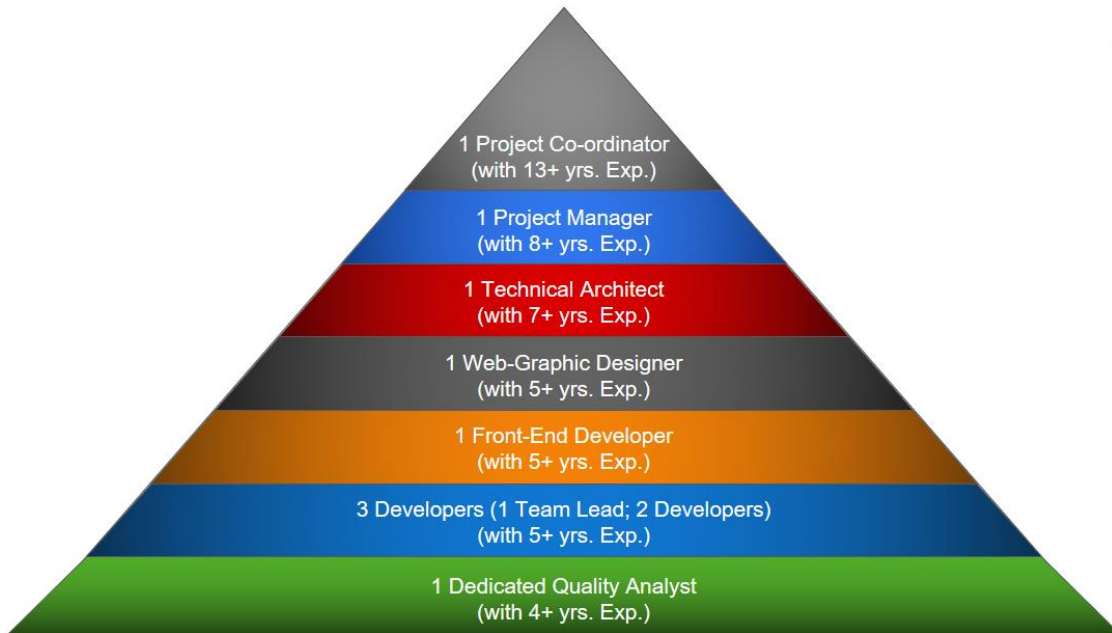 1 Project Co-ordinator
(with 13+ yrs. Exp.)
1 Project Manager
(with 8+ yrs. Exp.)
1 Technical Architect
(with 7+ yrs. Exp.)
1 Web-Graphic Designer
(with 5+ yrs. Exp.)
1 Front-End Developer
(with 5+ yrs. Exp.)
3 Developers (1 Team Lead; 2 Developers)
(with 5+ yrs. Exp.)
1 Dedicated Quality Analyst
(with 4+ yrs. Exp.)